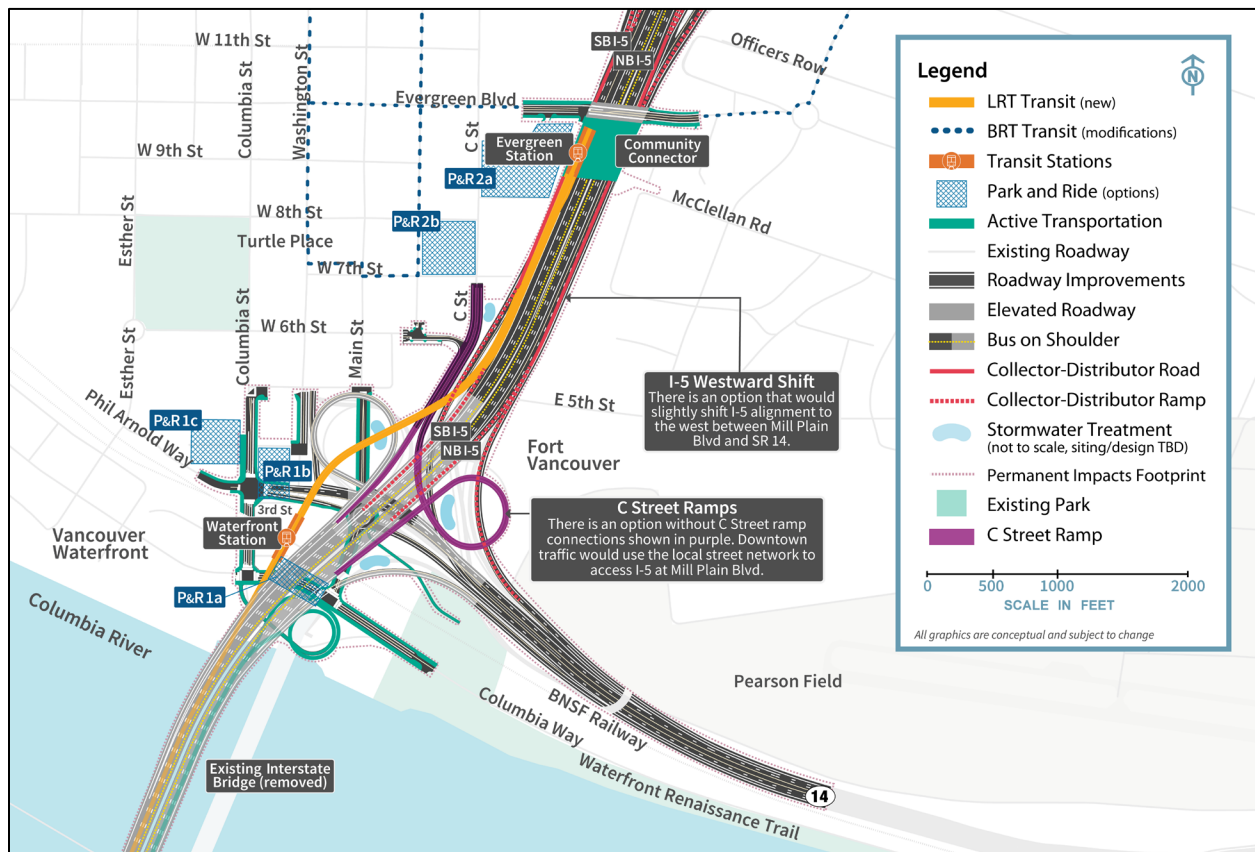 W 11th St
Columbia St
Washington St
SB I-5
NB I-5
Officers Row
Evergreen Blvd
C St
W 9th St
Evergreen
Station
Community
Connector
P&R2a
McClellan Rd
Esther St
W 8th St
P&R2b
Turtle Place
W 7th St
C St
Columbia St
W 6th St
Main St
Esther St
I-5 Westward Shift
There is an option that would
slightly shift I-5 alignment to
the west between Mill Plain
Blvd and SR 14.
E 5th St
Phil Arnold Way
P&R1c
SB I-5
NB I-5
Fort
Vancouver
P&R1b
3rd St
C Street Ramps
There is an option without C Street ramp
connections shown in purple. Downtown
traffic would use the local street network to
access I-5 at Mill Plain Blvd.
Waterfront
Station
Vancouver
Waterfront
P&R1a
Columbia River
Pearson Field
BNSF Railway
Columbia Way
Waterfront Renaissance Trail
Existing Interstate
Bridge (removed)
14
Legend
N
LRT Transit (new)
BRT Transit (modifications)
Transit Stations
Park and Ride (options)
Active Transportation
Existing Roadway
Roadway Improvements
Elevated Roadway
Bus on Shoulder
Collector-Distributor Road
Collector-Distributor Ramp
Stormwater Treatment
(not to scale, siting/design TBD)
Permanent Impacts Footprint
Existing Park
C Street Ramp
0 500 1000 2000
SCALE IN FEET
All graphics are conceptual and subject to change